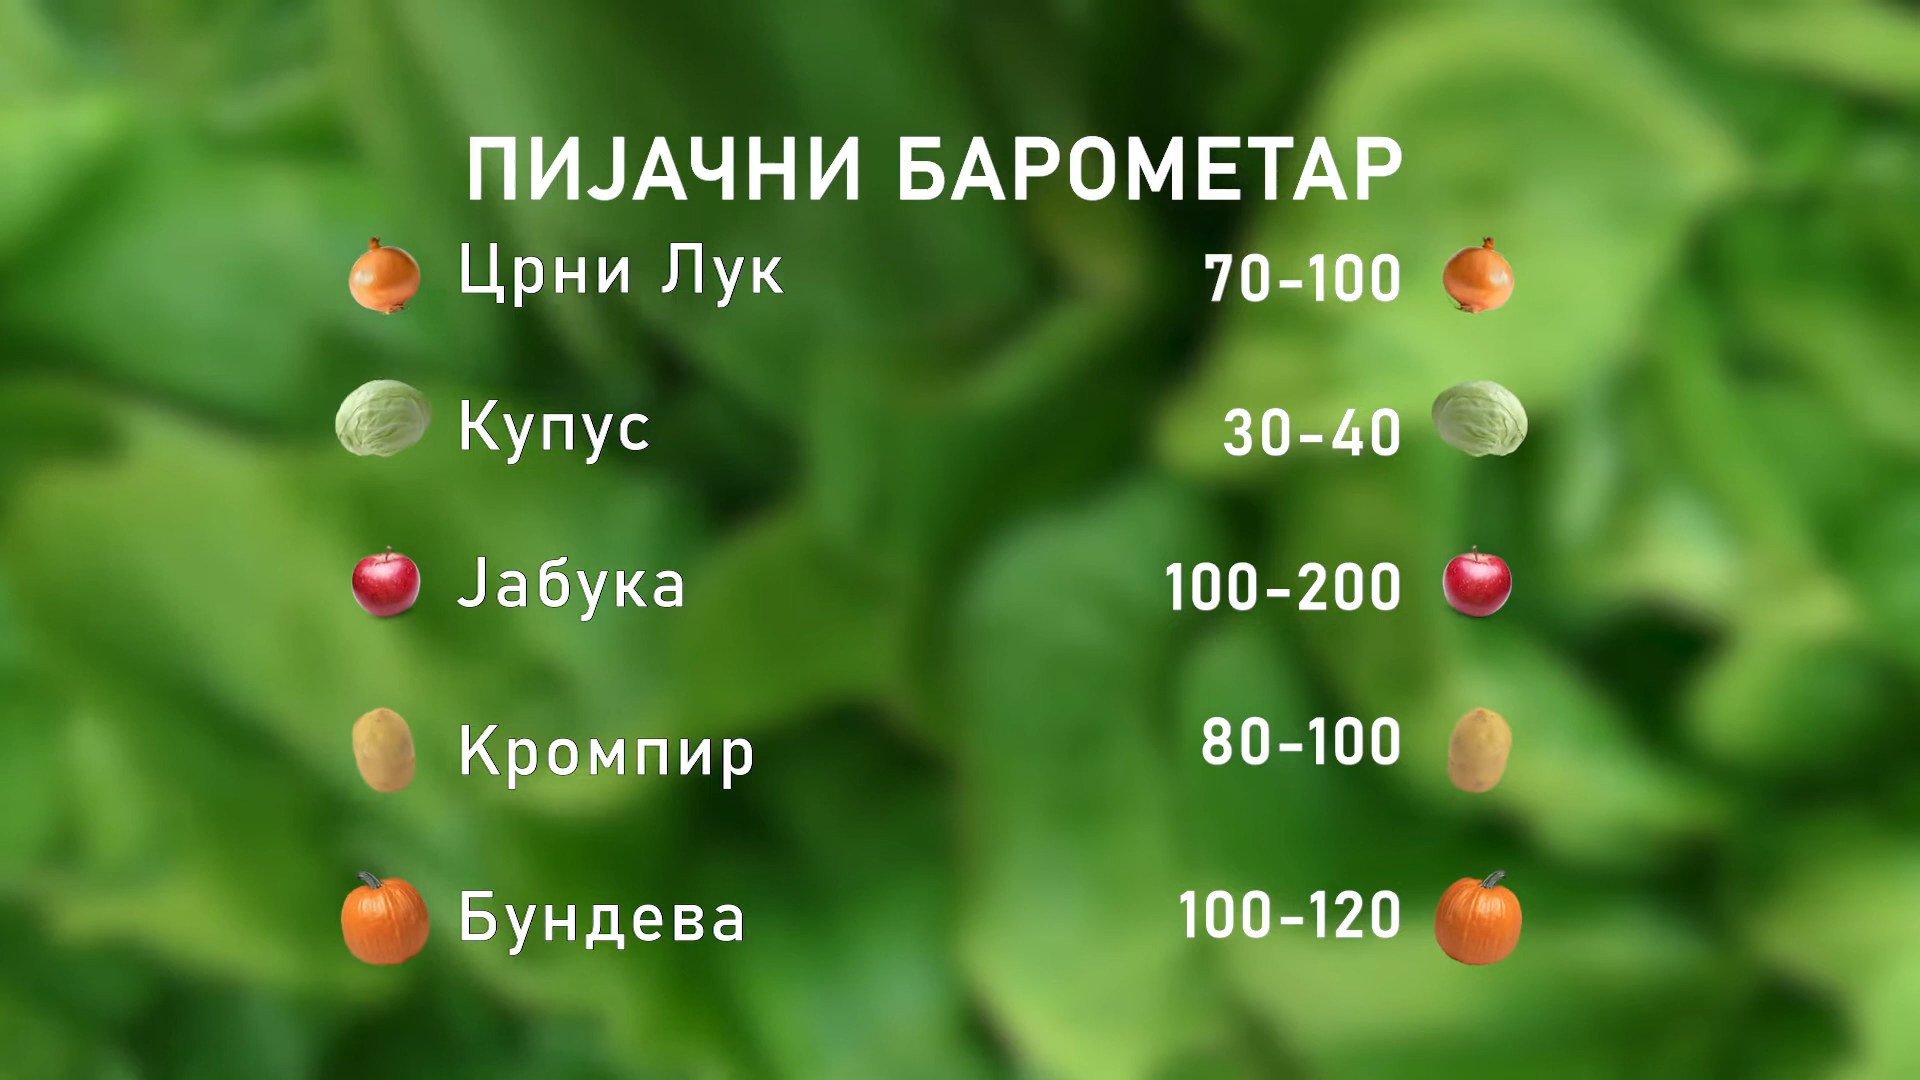 ПИЈАЧНИ БАРОМЕТАР
Црни Лук 70-100
Купус 30-40
Јабука 100-200
Кромпир 80-100
Бундева 100-120